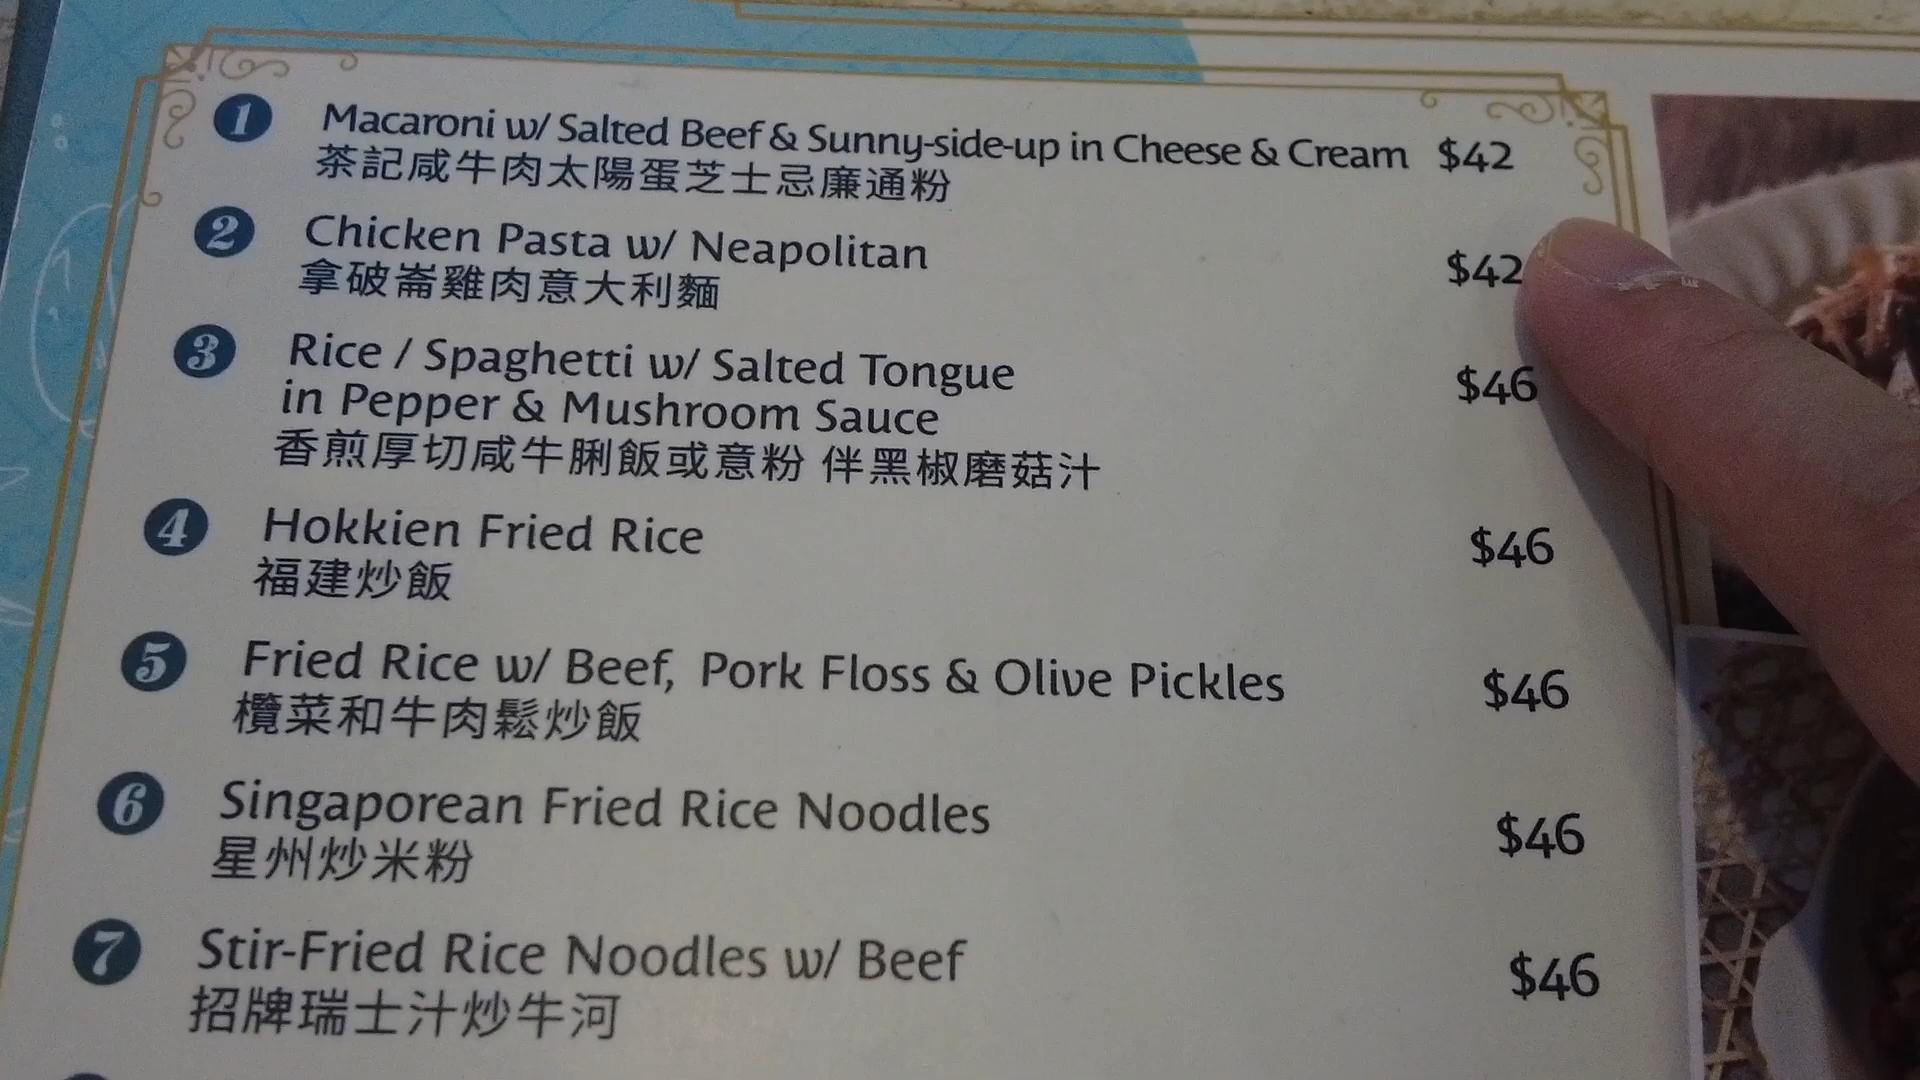 1 Macaroni w/ Salted Beef & Sunny-side-up in Cheese & Cream $42
茶記咸牛肉太陽蛋芝士忌廉通粉
2 Chicken Pasta w/ Neapolitan $42
拿破崙雞肉意大利麵
3 Rice / Spaghetti w/ Salted Tongue $46
in Pepper & Mushroom Sauce
香煎厚切咸牛脷飯或意粉 伴黑椒磨菇汁
4 Hokkien Fried Rice $46
福建炒飯
5 Fried Rice w/ Beef, Pork Floss & Olive Pickles $46
欖菜和牛肉鬆炒飯
6 Singaporean Fried Rice Noodles $46
星州炒米粉
7 Stir-Fried Rice Noodles w/ Beef $46
招牌瑞士汁炒牛河